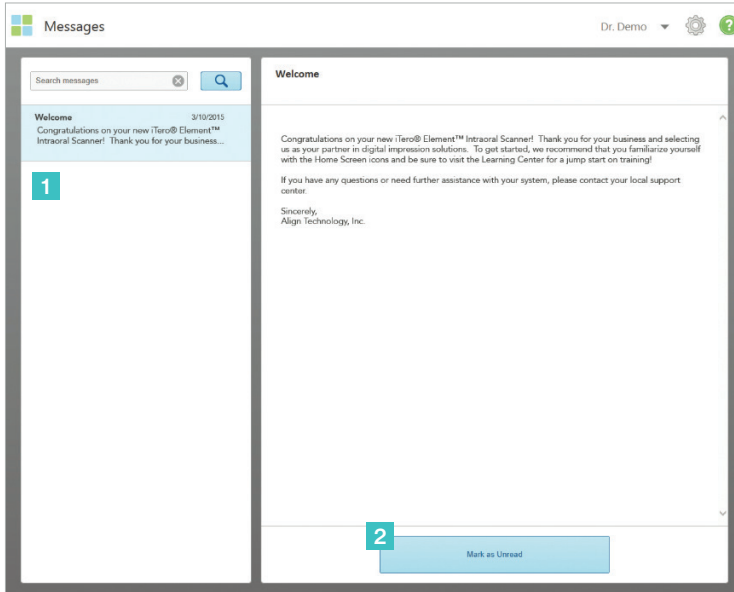 Messages
Dr. Demo
?
Search messages
Welcome 3/10/2015
Congratulations on your new iTero® Element™
Intraoral Scanner! Thank you for your business...
1
Welcome
Congratulations on your new iTero® Element™ Intraoral Scanner! Thank you for your business and selecting
us as your partner in digital impression solutions. To get started, we recommend that you familiarize yourself
with the Home Screen icons and be sure to visit the Learning Center for a jump start on training!
If you have any questions or need further assistance with your system, please contact your local support
center.
Sincerely,
Align Technology, Inc.
2
Mark as Unread